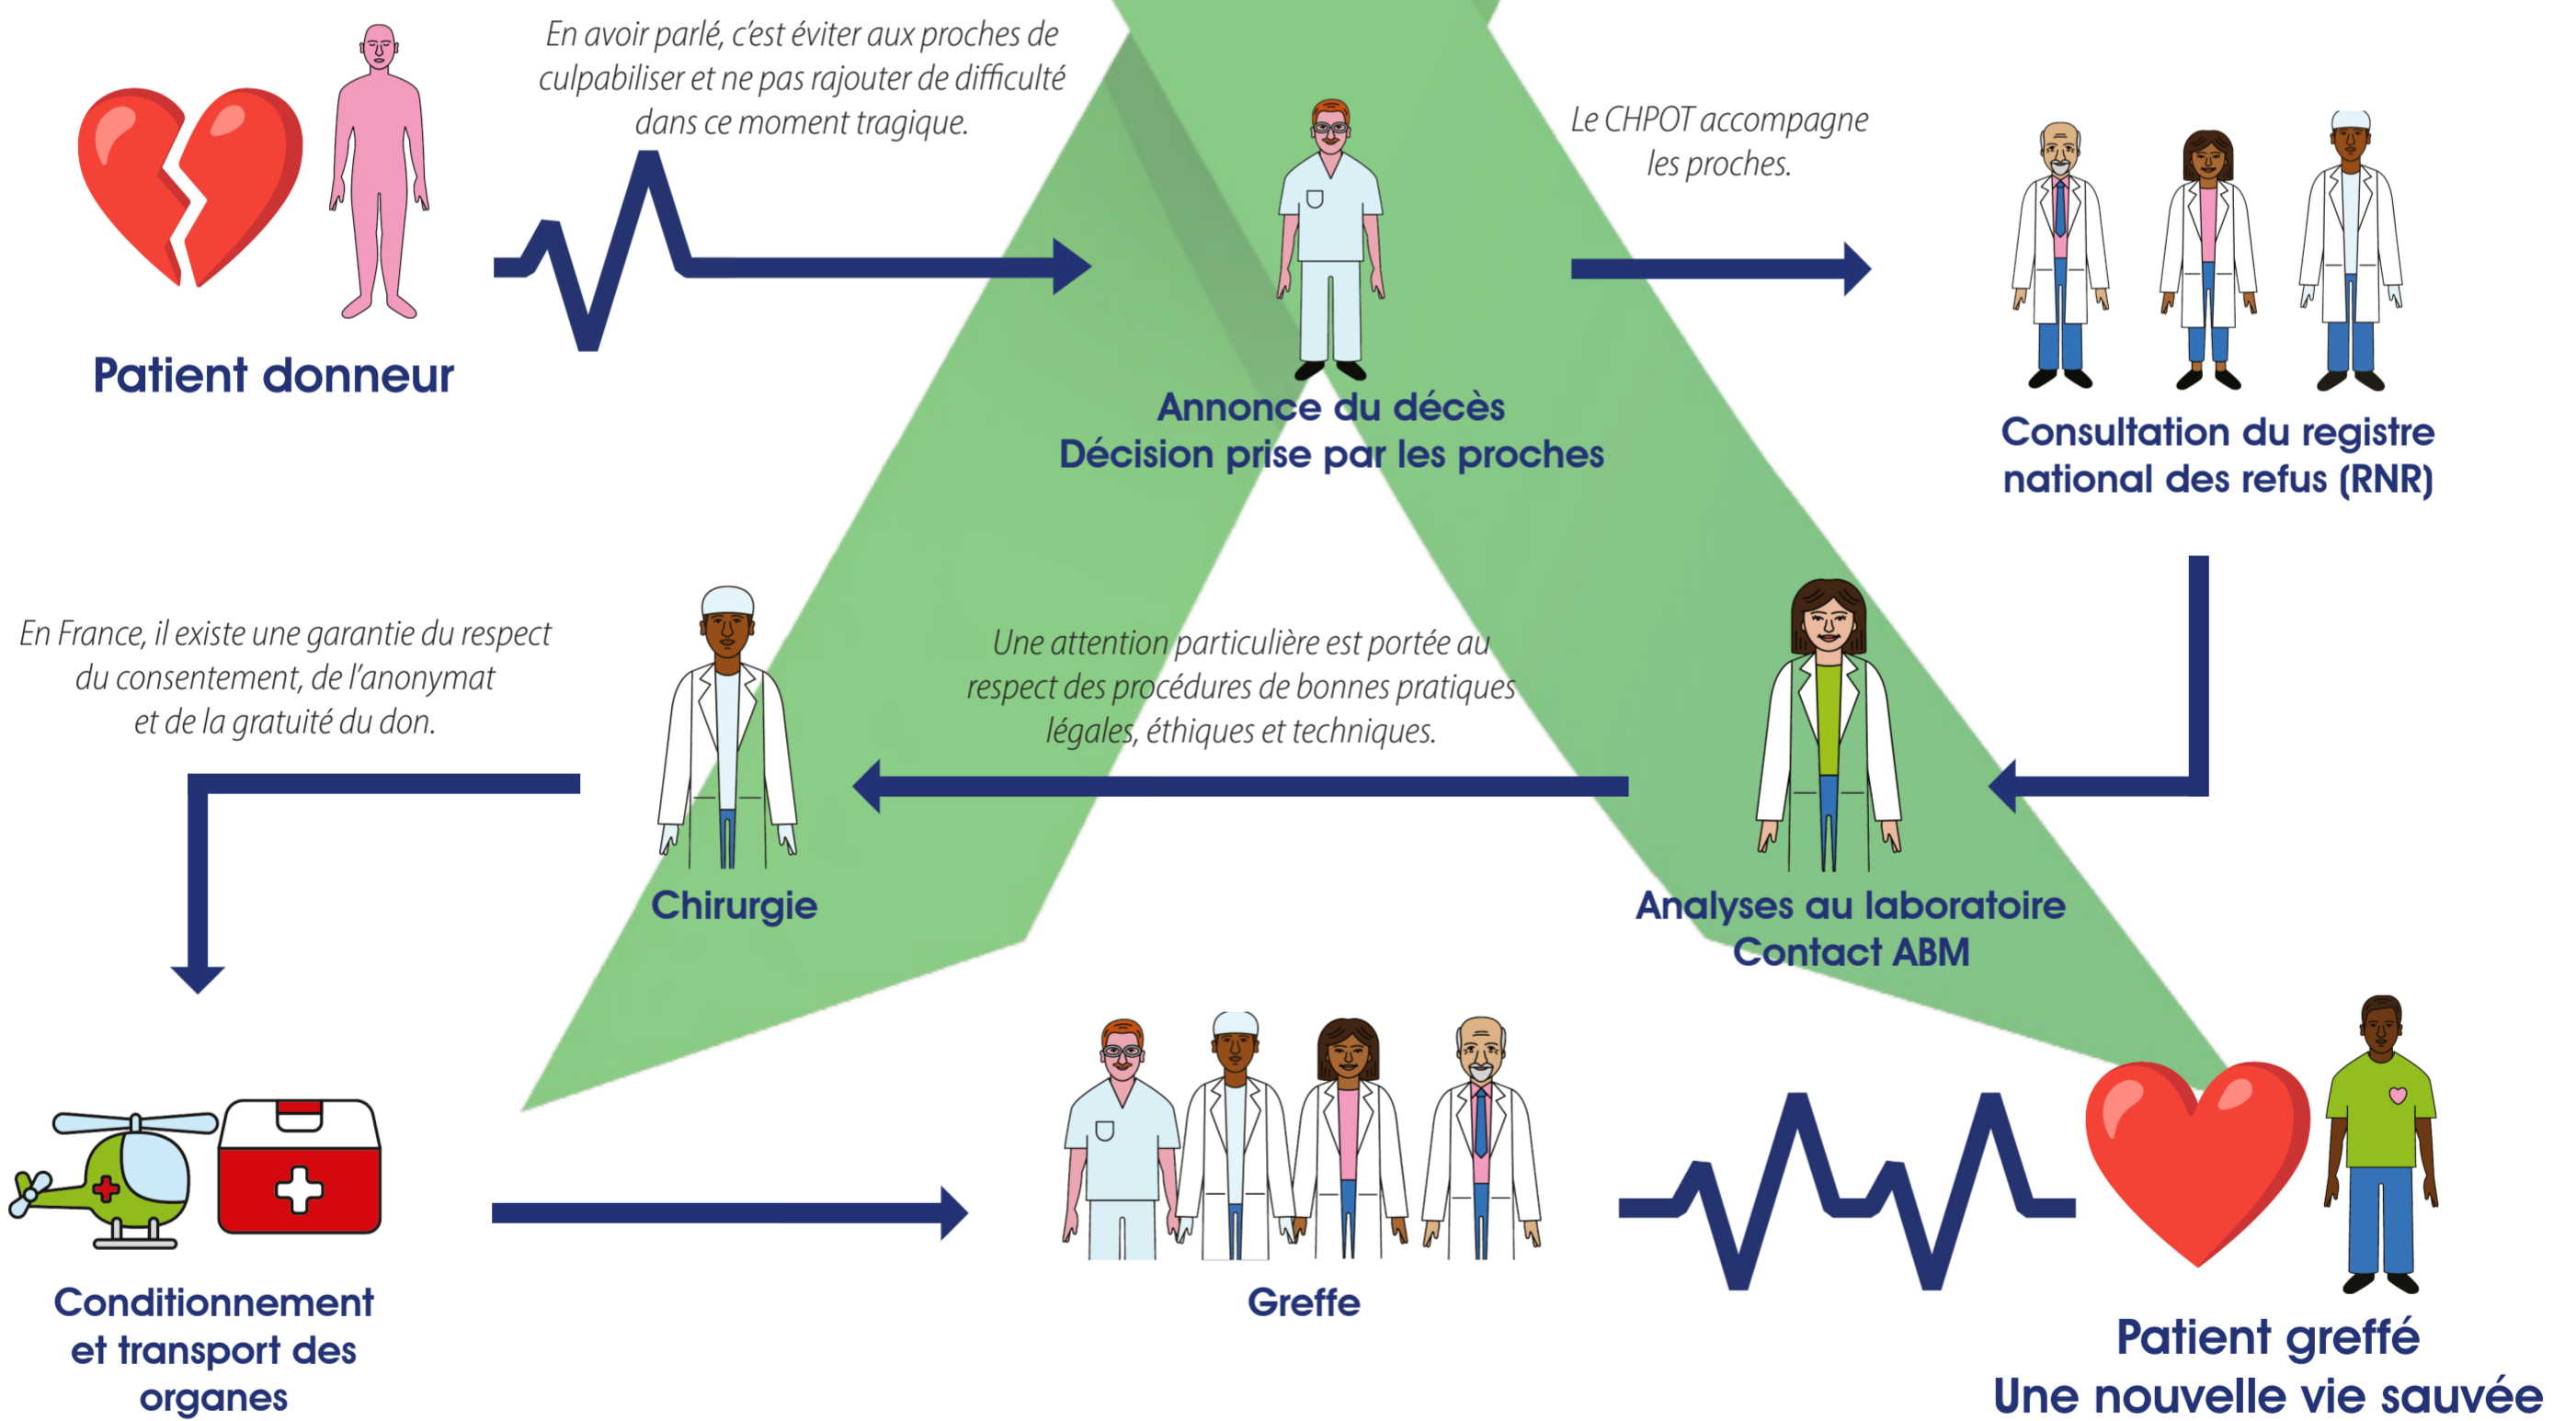 En avoir parlé, c'est éviter aux proches de
culpabiliser et ne pas rajouter de difficulté
dans ce moment tragique.
Patient donneur
Annonce du décès
Décision prise par les proches
Le CHPOT accompagne
les proches.
Consultation du registre
national des refus (RNR)
En France, il existe une garantie du respect
du consentement, de l'anonymat
et de la gratuité du don.
Chirurgie
Une attention particulière est portée au
respect des procédures de bonnes pratiques
légales, éthiques et techniques.
Analyses au laboratoire
Contact ABM
Conditionnement
et transport des
organes
Greffe
Patient greffé
Une nouvelle vie sauvée